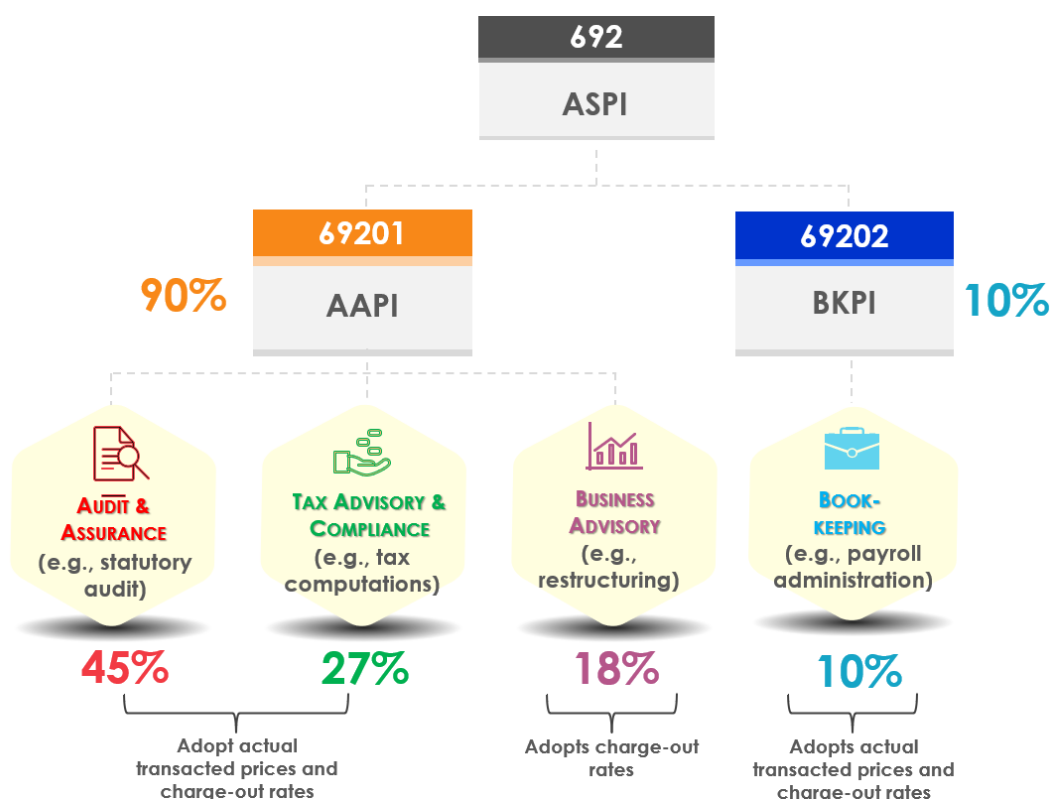 692
ASPI
69201
AAPI
90%
69202
BKPI
10%
AUDIT &
ASSURANCE
(e.g., statutory
audit)
TAX ADVISORY &
COMPLIANCE
(e.g., tax
computations)
BUSINESS
ADVISORY
(e.g.,
restructuring)
BOOK-
KEEPING
(e.g., payroll
administration)
45%
27%
18%
10%
Adopt actual
transacted prices and
charge-out rates
Adopts charge-out
rates
Adopts actual
transacted prices and
charge-out rates